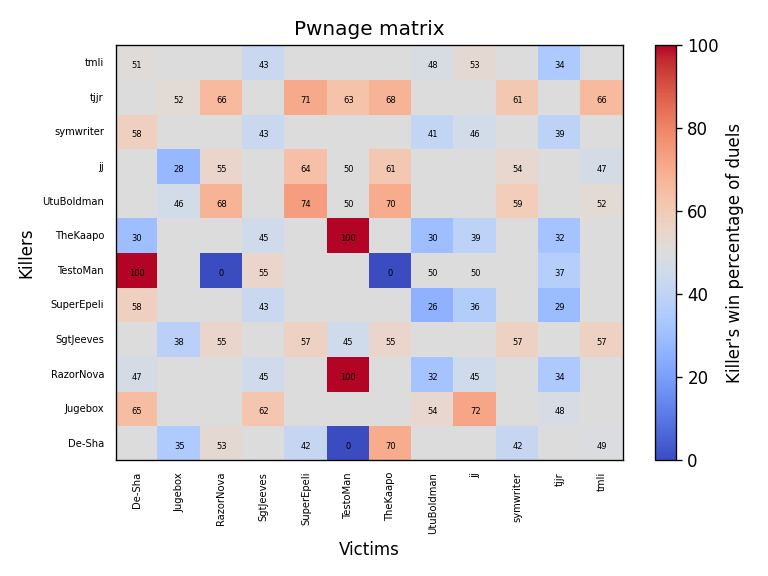 Pwnage matrix
Killers
tmli 51 43 48 53 34
tjjr 52 66 71 63 68 61 66
symwriter 58 43 41 46 39
jj 28 55 64 50 61 54 47
UtuBoldman 46 68 74 50 70 59 52
TheKaapo 30 45 100 30 39 32
TestoMan 100 0 55 0 50 50 37
SuperEpeli 58 43 26 36 29
SgtJeeves 38 55 57 45 55 57 57
RazorNova 47 45 100 32 45 34
Jugebox 65 62 54 72 48
De-Sha 35 53 42 0 70 42 49
De-Sha Jugebox RazorNova SgtJeeves SuperEpeli TestoMan TheKaapo UtuBoldman jj symwriter tjjr tmli
Victims
100
80
60
40
20
0
Killer's win percentage of duels